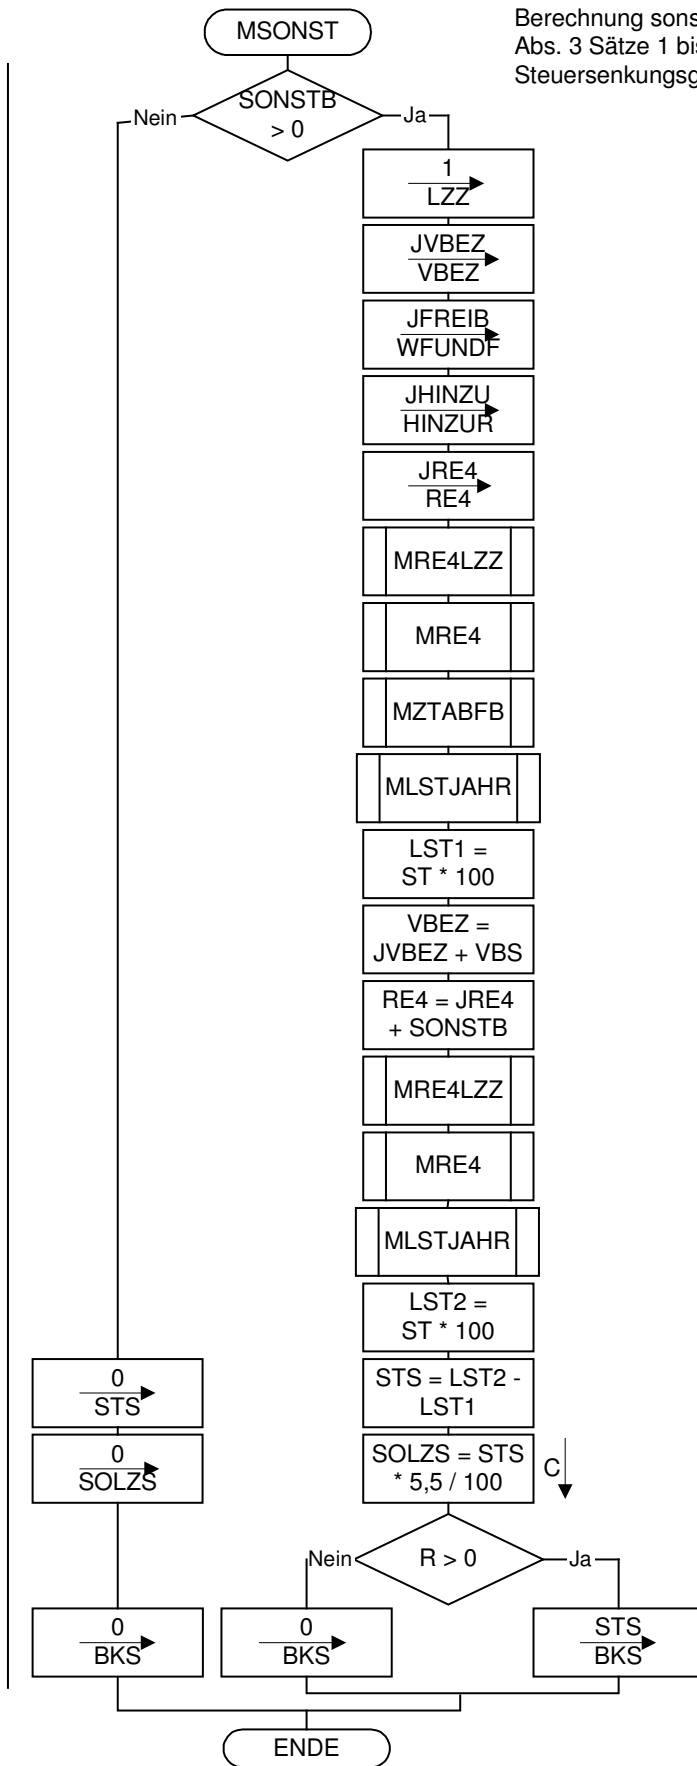 MSONST
Berechnung sons
Abs. 3 Sätze 1 bis
Steuersenkungsg
SONSTB
> 0
Nein
Ja
1
LZZ
JVBEZ
VBEZ
JFREIB
WFUNDF
JHINZU
HINZUR
JRE4
RE4
MRE4LZZ
MRE4
MZTABFB
MLSTJAHR
LST1 =
ST * 100
VBEZ =
JVBEZ + VBS
RE4 = JRE4
+ SONSTB
MRE4LZZ
MRE4
MLSTJAHR
LST2 =
ST * 100
0
STS
STS = LST2 -
LST1
0
SOLZS
SOLZS = STS
* 5,5 / 100
C
Nein
R > 0
Ja
0
BKS
0
BKS
STS
BKS
ENDE